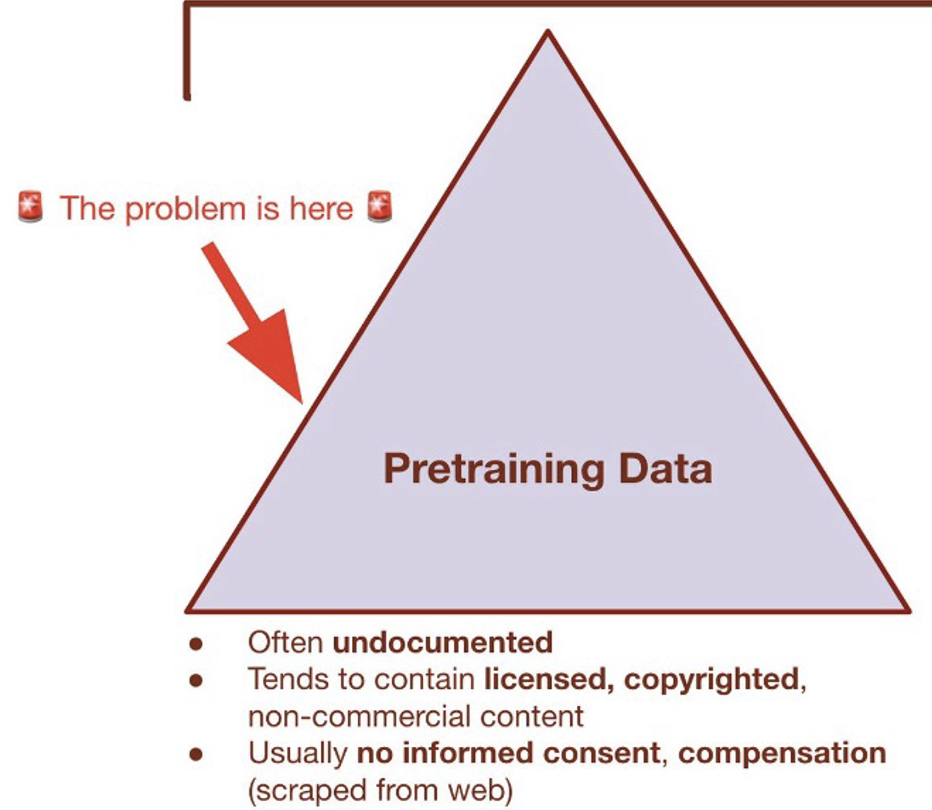 🚨 The problem is here 🚨
Pretraining Data
● Often undocumented
● Tends to contain licensed, copyrighted,
non-commercial content
● Usually no informed consent, compensation
(scraped from web)